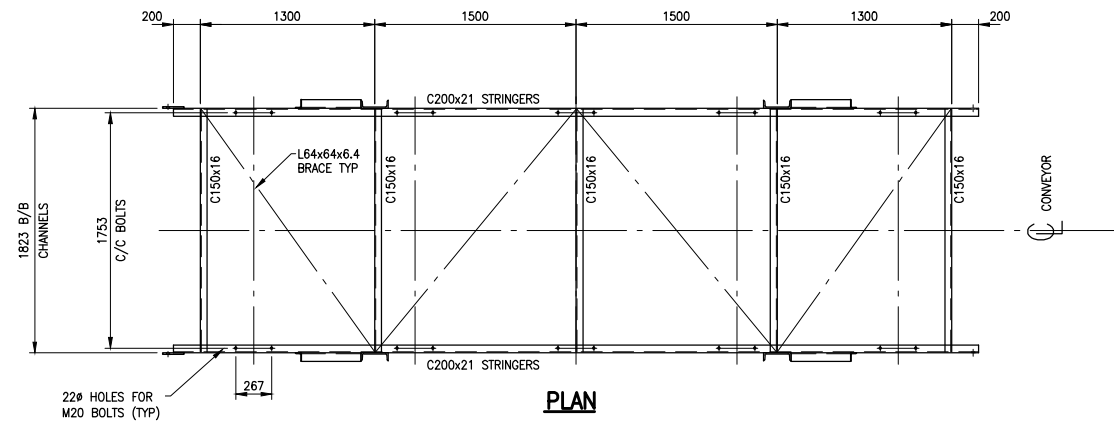 200
1300
1500
1500
1300
200
C200x21 STRINGERS
L64x64x6.4
BRACE TYP
C150x16
C150x16
C150x16
C150x16
C150x16
1823 B/B
CHANNELS
1753
C/C BOLTS
CL CONVEYOR
C200x21 STRINGERS
267
22ø HOLES FOR
M20 BOLTS (TYP)
PLAN